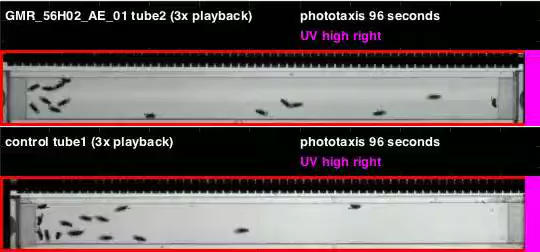 GMR_56H02_AE_01 tube2 (3x playback) phototaxis 96 seconds
UV high right
control tube1 (3x playback) phototaxis 96 seconds
UV high right